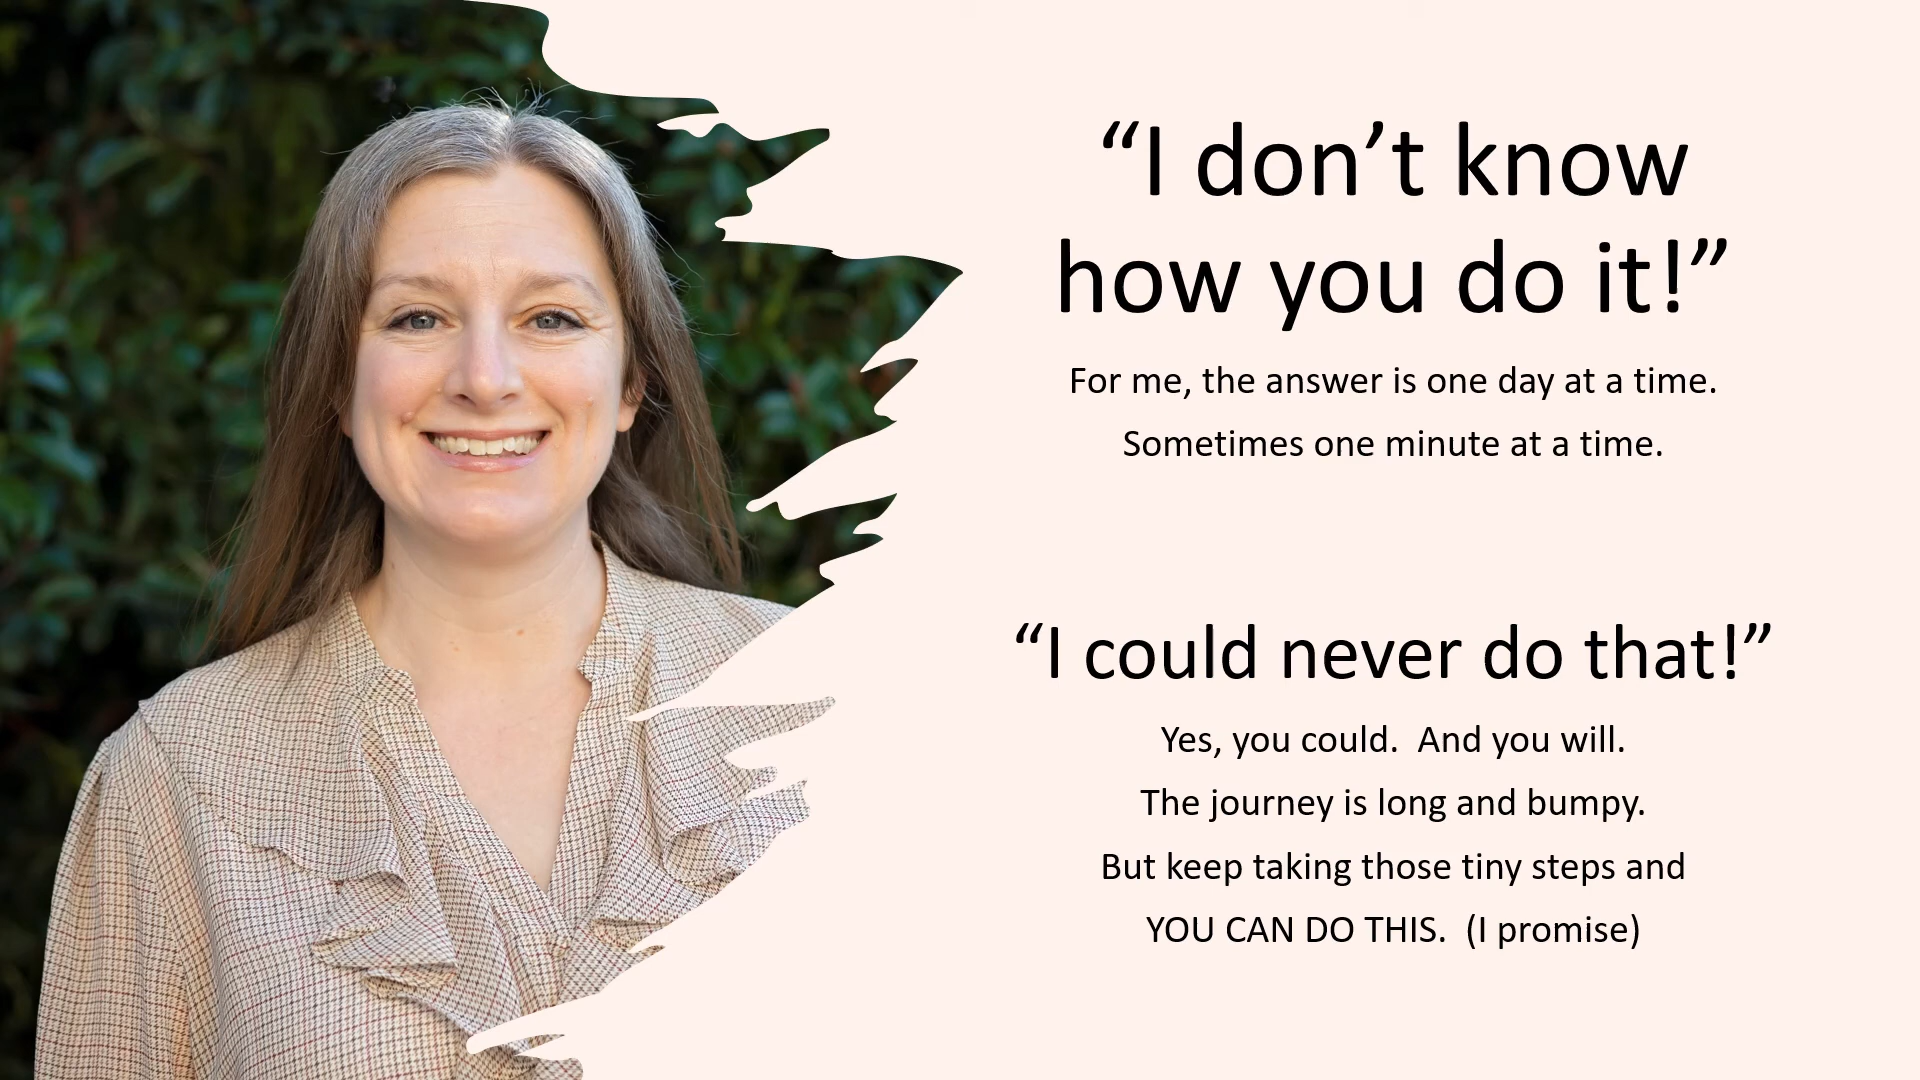 “I don’t know
how you do it!”
For me, the answer is one day at a time.
Sometimes one minute at a time.
“I could never do that!”
Yes, you could.  And you will.
The journey is long and bumpy.
But keep taking those tiny steps and
YOU CAN DO THIS.  (I promise)